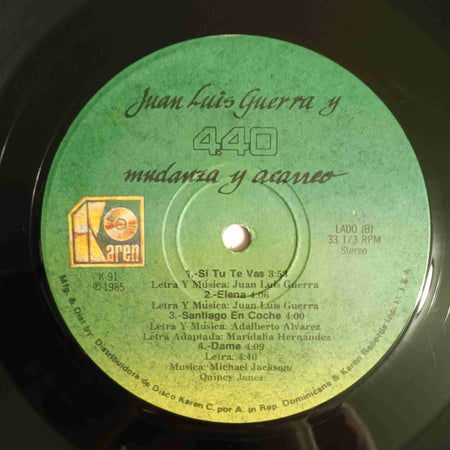 Juan Luis Guerra y
4.40
mudanza y acarreo
Karen
K-91
℗1985
LADO (B)
33 1/3 RPM
Stereo
1.-Si Tu Te Vas 3:53
Letra Y Música: Juan Luis Guerra
2.-Elena 4:06
Letra Y Música: Juan Luis Guerra
3.-Santiago En Coche 4:00
Letra Y Música: Adalberto Alvarez
Letra Adaptada: Maridalia Hernández
4.-Dame 4:09
Letra: 4:40
Musica: Michael Jackson/
Quincy Jones
Mfg. & Dist by Distribuidora de Disco Karen C. por A. in Rep. Dominicana & Karen Records